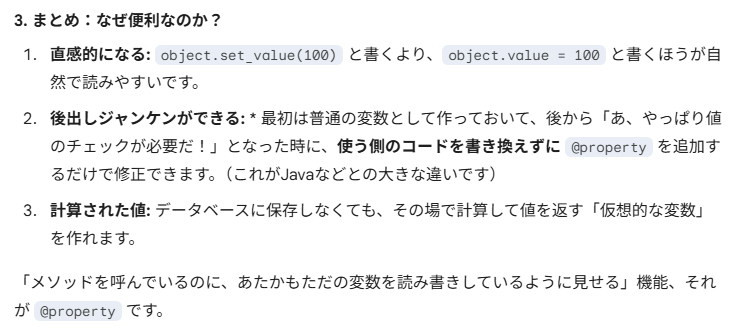 3. まとめ：なぜ便利なのか？
1. 直感的になる: object.set_value(100) と書くより、 object.value = 100 と書くほうが自
然で読みやすいです。
2. 後出しジャンケンができる: * 最初は普通の変数として作っておいて、後から「あ、やっぱり値
のチェックが必要だ！」となった時に、使う側のコードを書き換えずに @property を追加す
るだけで修正できます。（これがJavaなどとの大きな違いです）
3. 計算された値: データベースに保存しなくても、その場で計算して値を返す「仮想的な変数」
を作れます。
「メソッドを呼んでいるのに、あたかもただの変数を読み書きしているように見せる」機能、それ
が @property です。